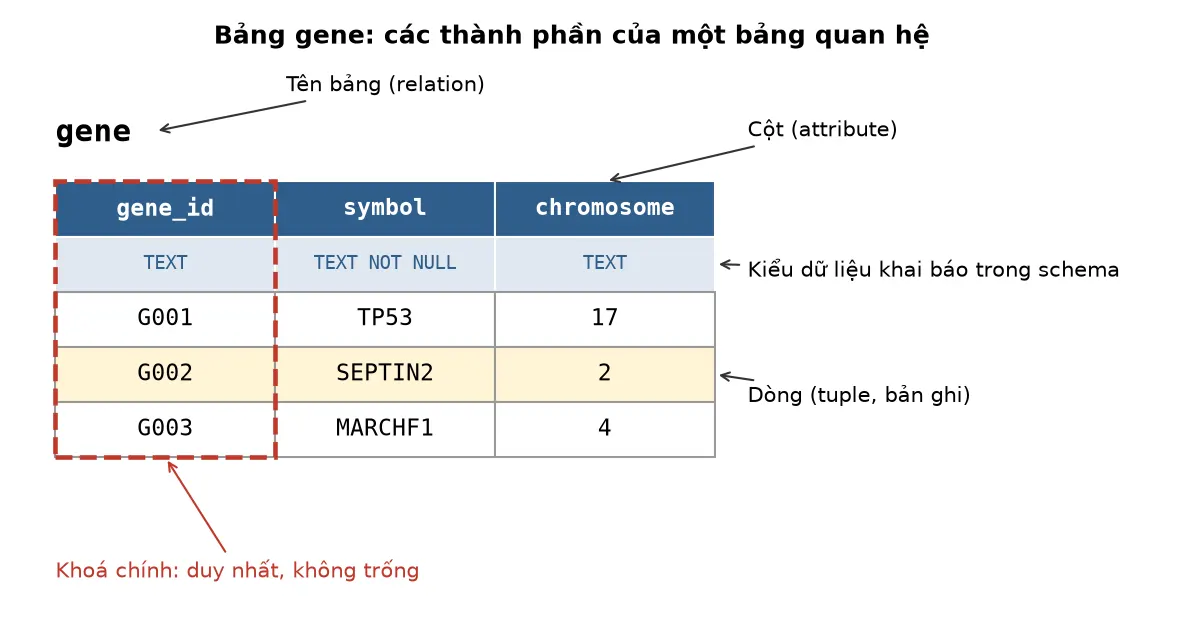 Bảng gene: các thành phần của một bảng quan hệ
Tên bảng (relation)
gene
Cột (attribute)
gene_id symbol chromosome
TEXT TEXT NOT NULL TEXT
Kiểu dữ liệu khai báo trong schema
G001 TP53 17
G002 SEPTIN2 2
Dòng (tuple, bản ghi)
G003 MARCHF1 4
Khoá chính: duy nhất, không trống